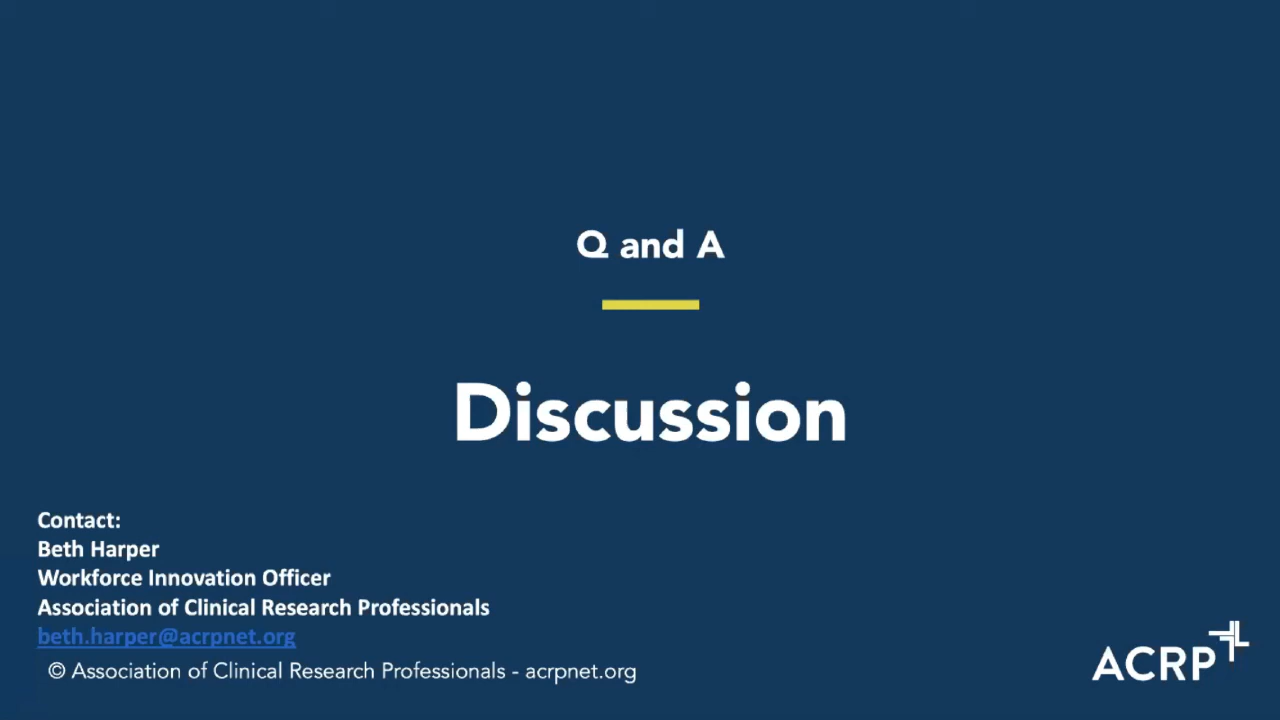 Q and A
Discussion
Contact:
Beth Harper
Workforce Innovation Officer
Association of Clinical Research Professionals
beth.harper@acrpnet.org
© Association of Clinical Research Professionals - acrpnet.org
ACRP